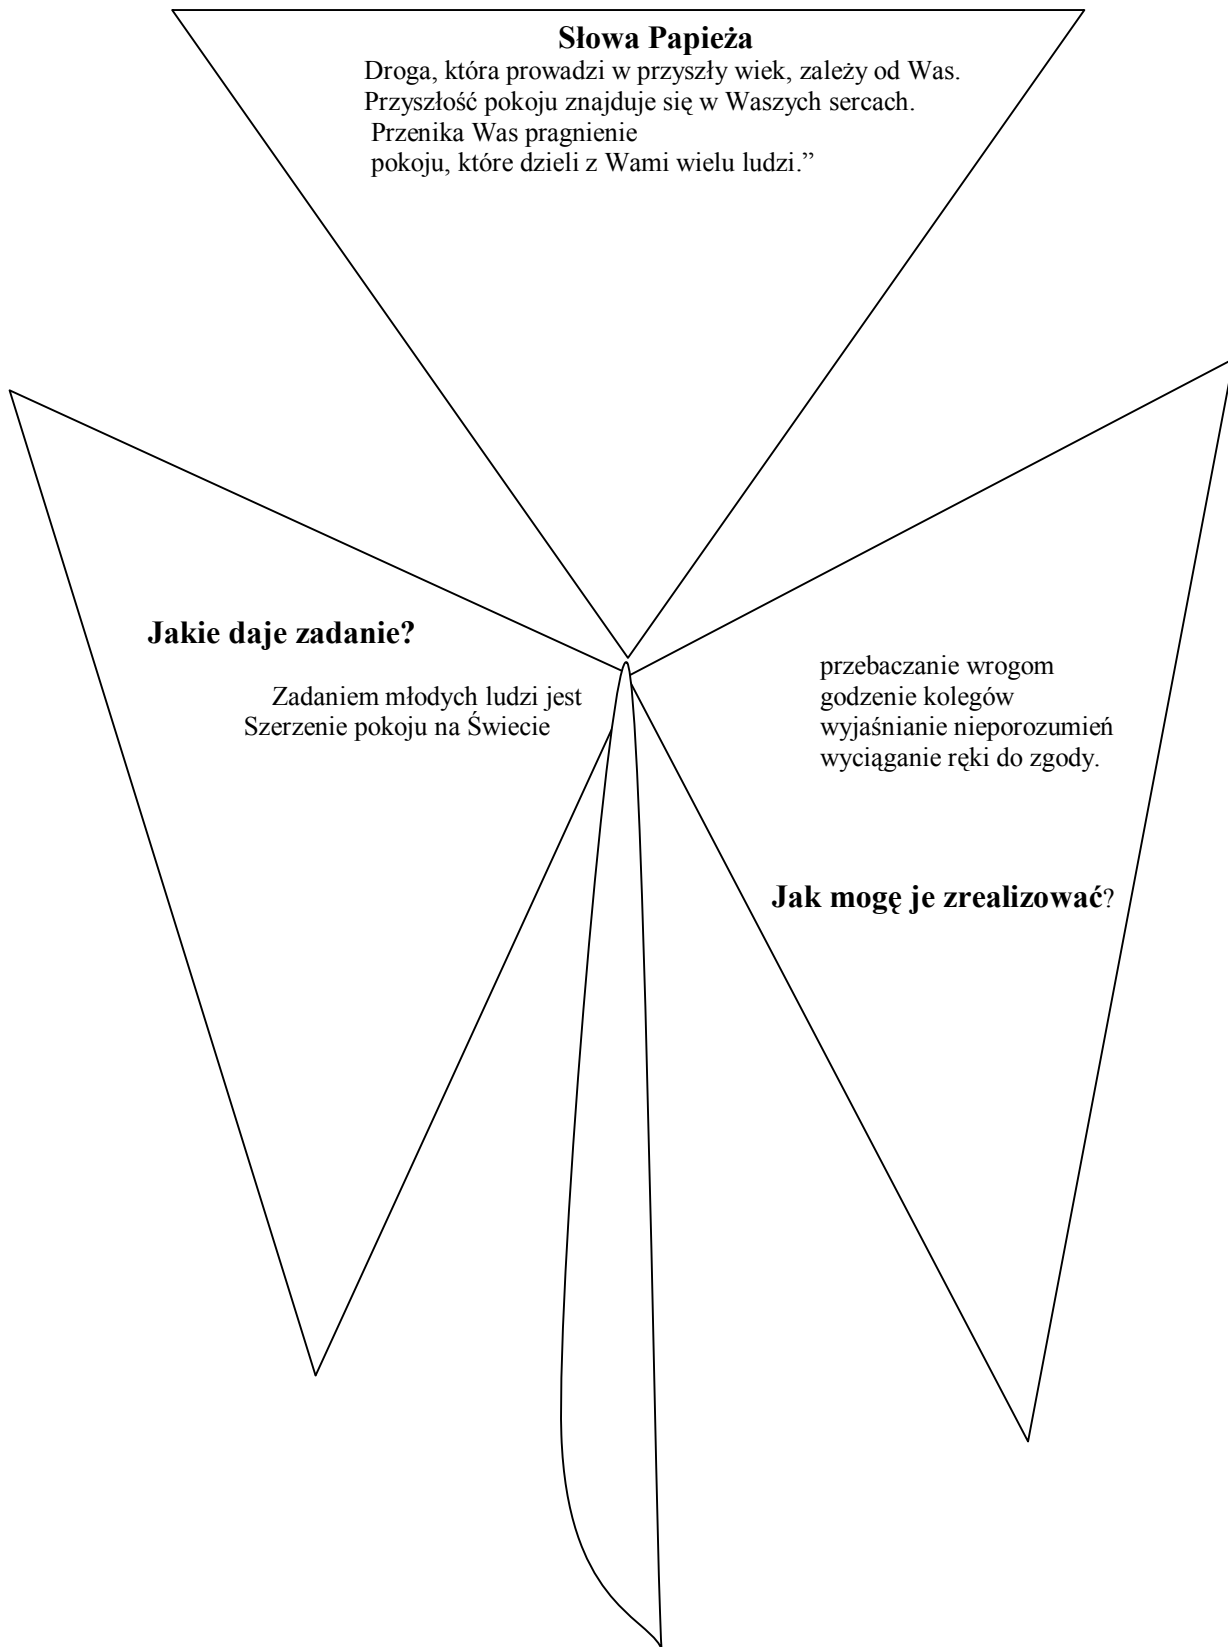 Słowa Papieża
Droga, która prowadzi w przyszły wiek, zależy od Was.
Przyszłość pokoju znajduje się w Waszych sercach.
Przenika Was pragnienie
pokoju, które dzieli z Wami wielu ludzi.”
Jakie daje zadanie?
Zadaniem młodych ludzi jest
Szerzenie pokoju na Świecie
przebaczanie wrogom
godzenie kolegów
wyjaśnianie nieporozumień
wyciąganie ręki do zgody.
Jak mogę je zrealizować?